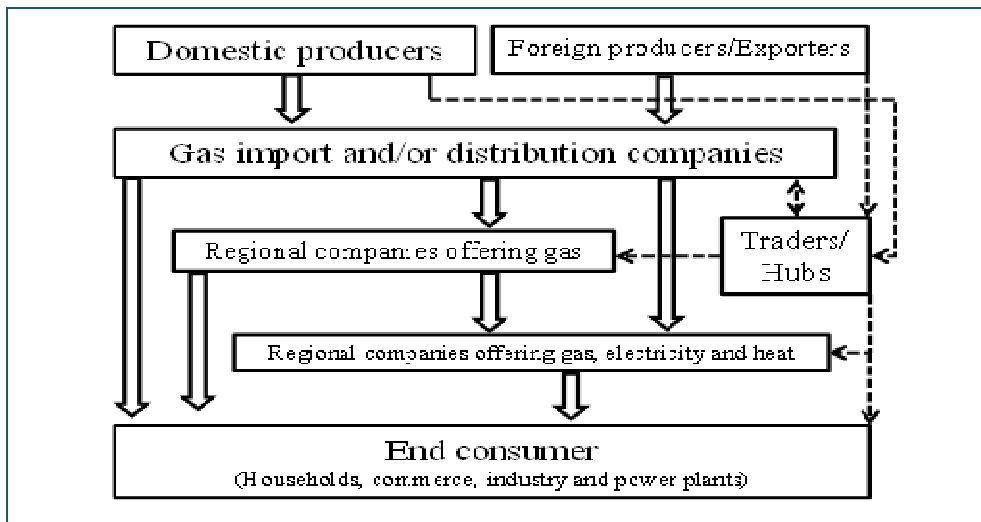 Domestic producers
Foreign producers/Exporters
Gas import and/or distribution companies
Regional companies offering gas
Traders/
Hubs
Regional companies offering gas, electricity and heat
End consumer
(Households, commerce, industry and power plants)